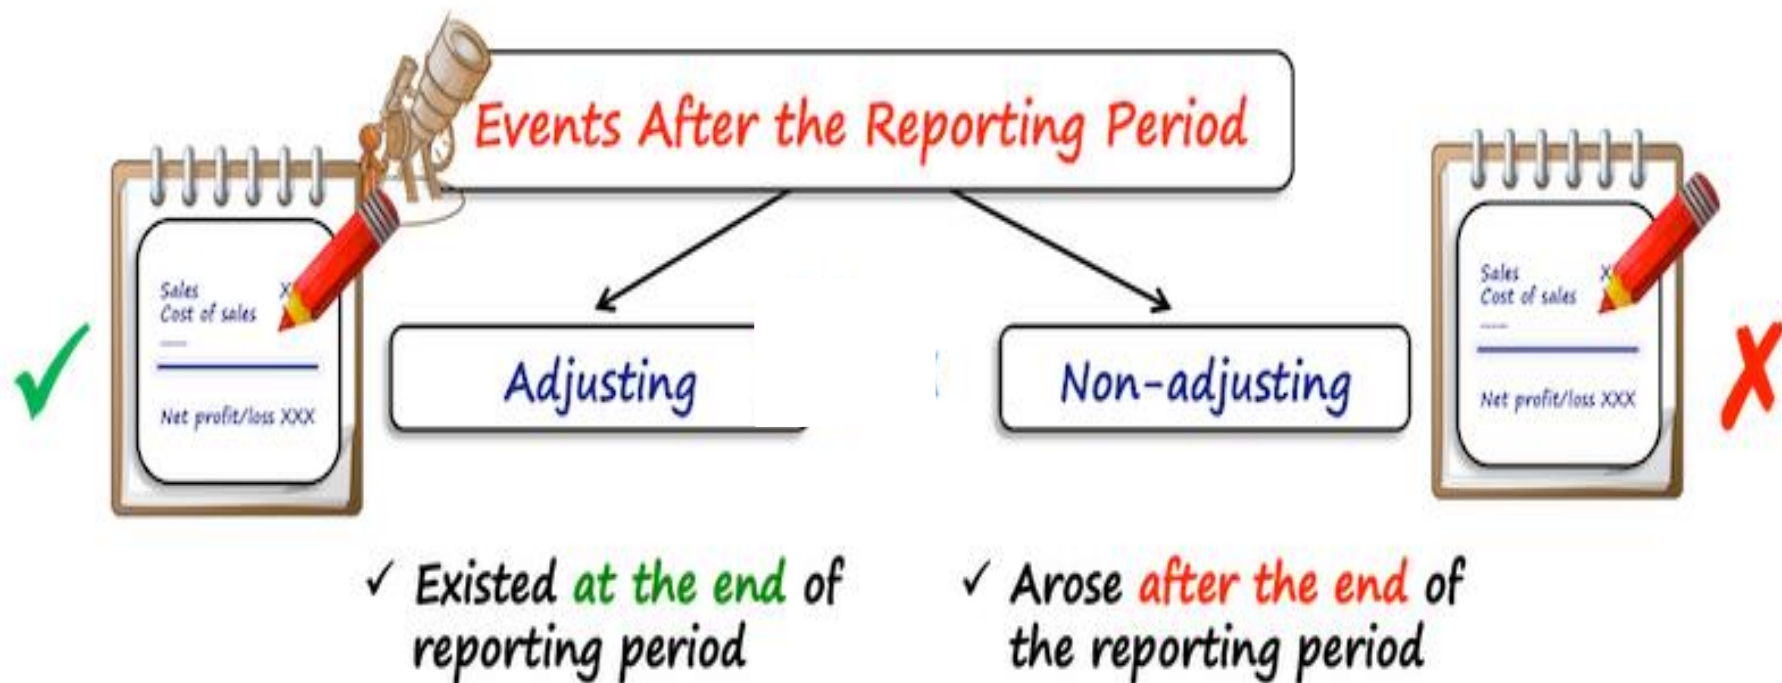 Events After the Reporting Period
Sales X
Cost of sales
Net profit/loss XXX
Adjusting
Non-adjusting
Sales X
Cost of sales
Net profit/loss XXX
✓ Existed at the end of
reporting period
✓ Arose after the end of
the reporting period